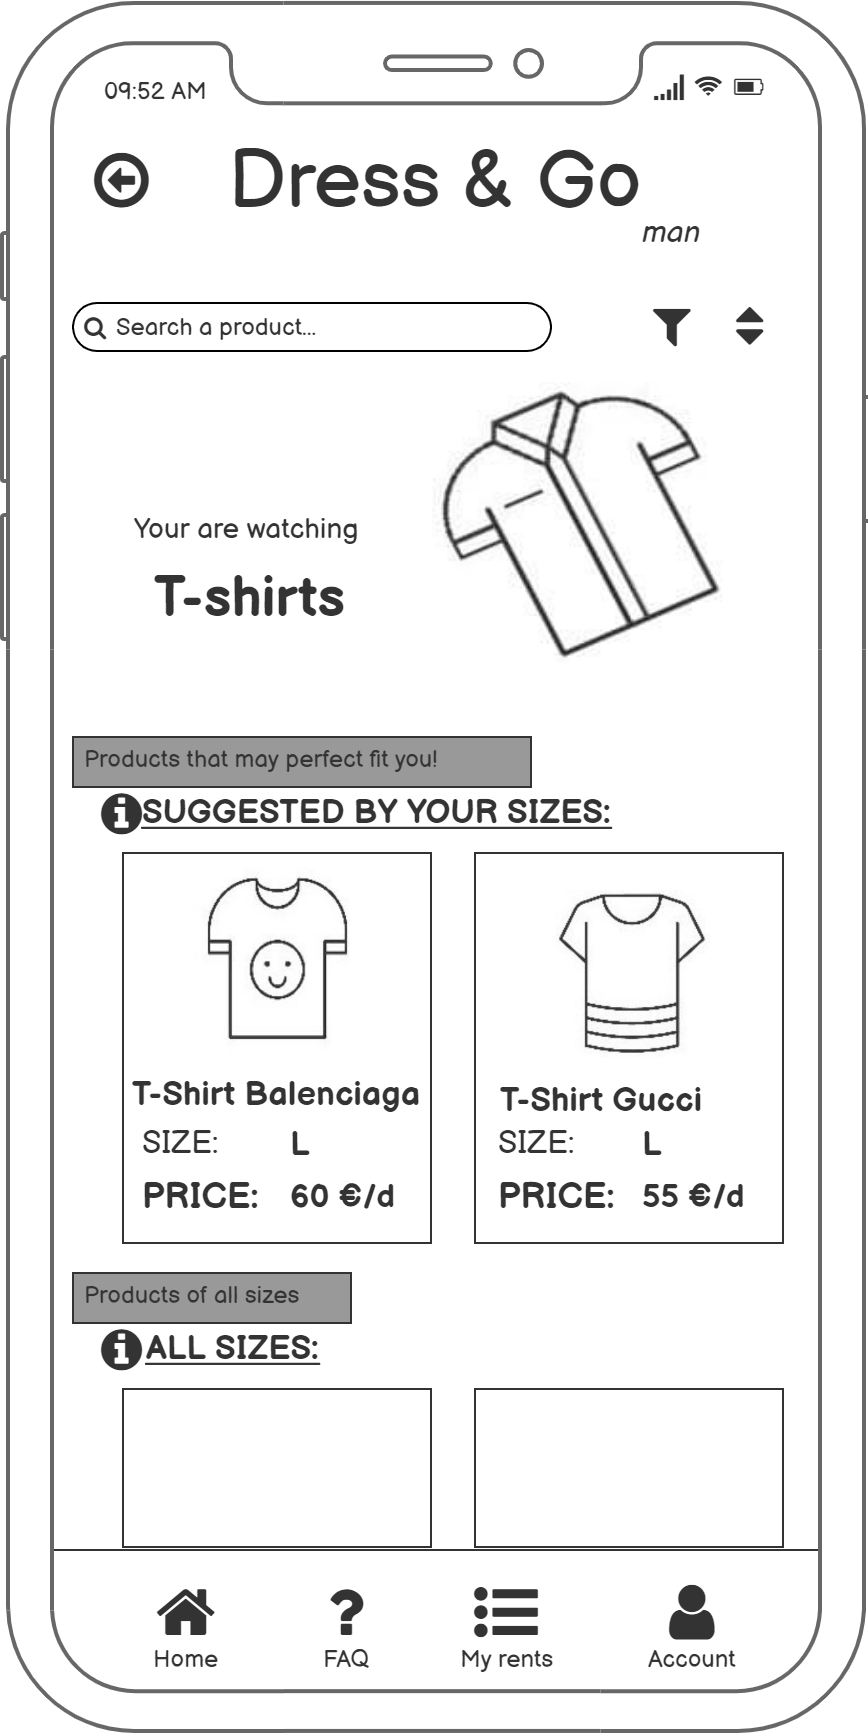 09:52 AM
Dress & Go
man
Search a product...
Your are watching
T-shirts
Products that may perfect fit you!
SUGGESTED BY YOUR SIZES:
T-Shirt Balenciaga
SIZE: L
PRICE: 60 €/d
T-Shirt Gucci
SIZE: L
PRICE: 55 €/d
Products of all sizes
ALL SIZES:
Home
FAQ
My rents
Account